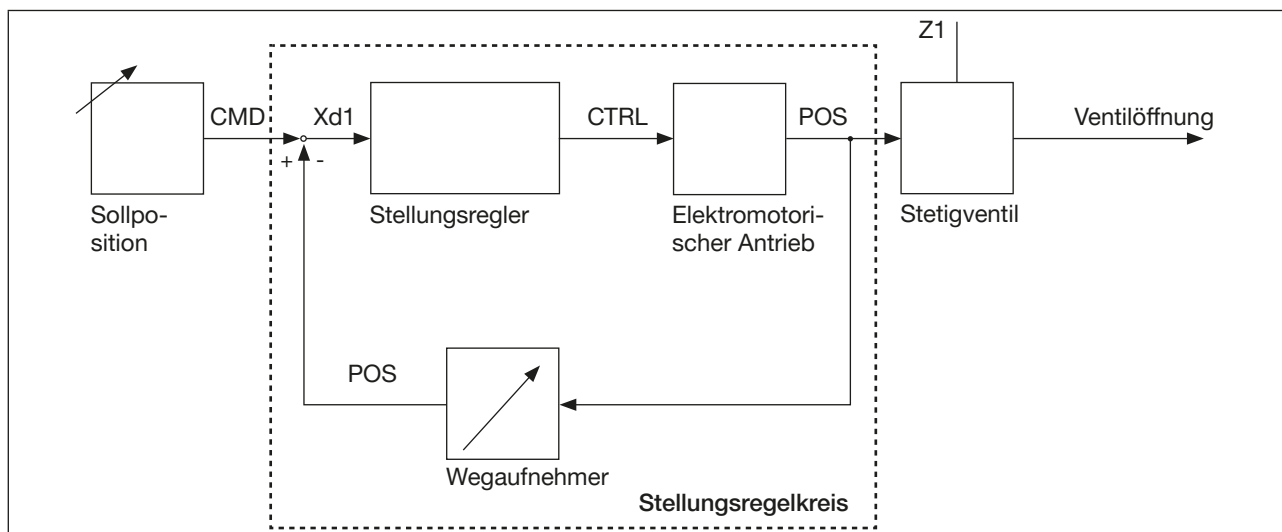 Z1
CMD
Xd1
CTRL
POS
Ventilöffnung
+ -
Sollpo-
sition
Stellungsregler
Elektromotori-
scher Antrieb
Stetigventil
POS
Wegaufnehmer
Stellungsregelkreis